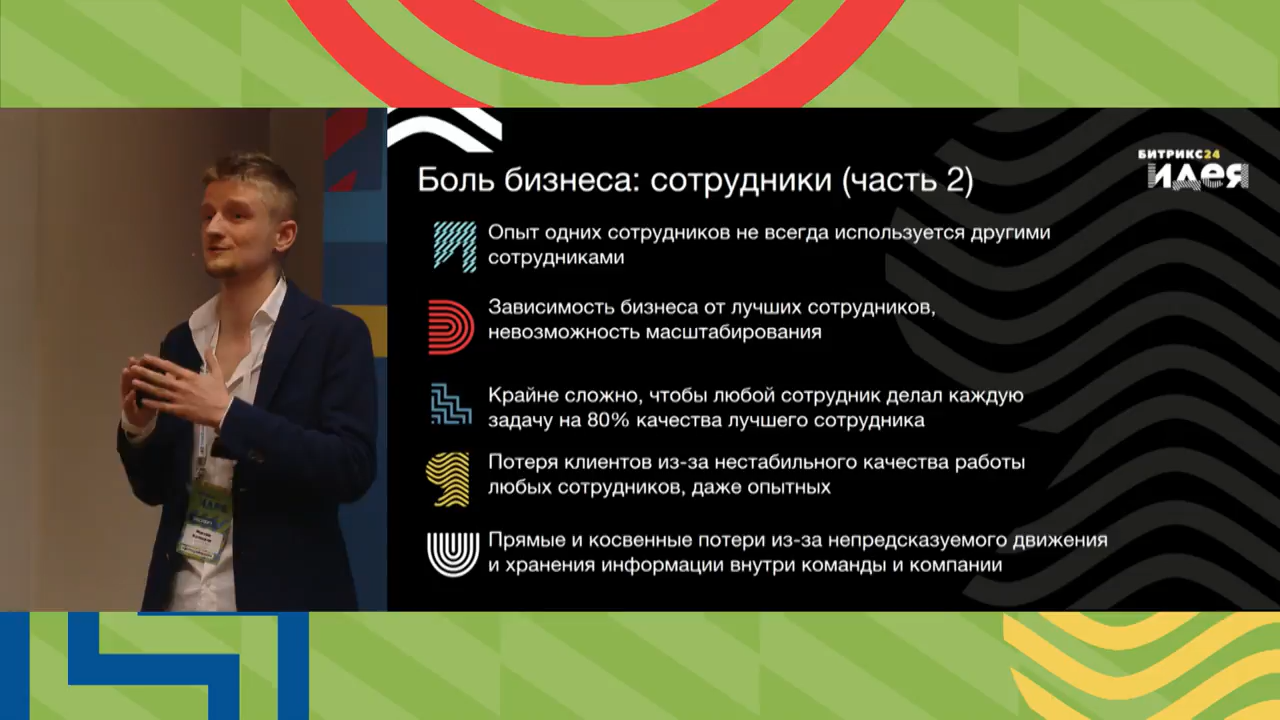 БИТРИКС24
идея
Боль бизнеса: сотрудники (часть 2)
Опыт одних сотрудников не всегда используется другими
сотрудниками
Зависимость бизнеса от лучших сотрудников,
невозможность масштабирования
Крайне сложно, чтобы любой сотрудник делал каждую
задачу на 80% качества лучшего сотрудника
Потеря клиентов из-за нестабильного качества работы
любых сотрудников, даже опытных
Прямые и косвенные потери из-за непредсказуемого движения
и хранения информации внутри команды и компании